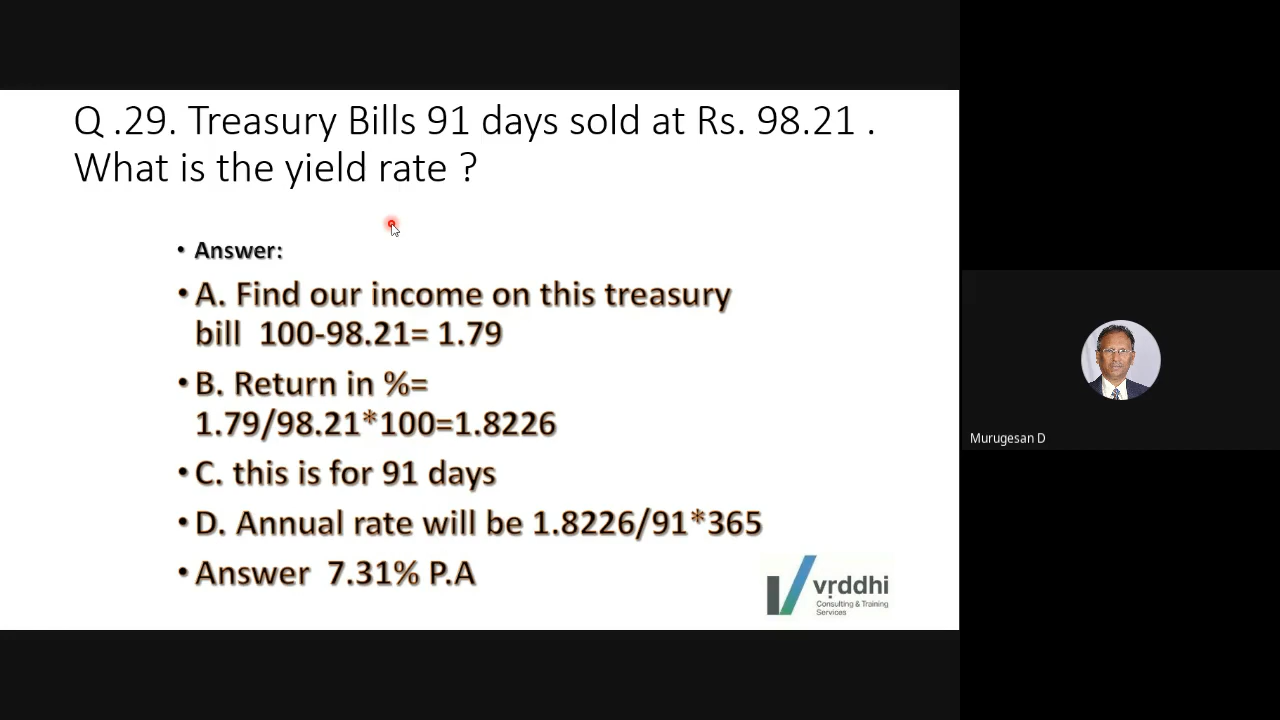 Q .29. Treasury Bills 91 days sold at Rs. 98.21 .
What is the yield rate ?
• Answer:
• A. Find our income on this treasury
bill 100-98.21= 1.79
• B. Return in %=
1.79/98.21*100=1.8226
• C. this is for 91 days
• D. Annual rate will be 1.8226/91*365
• Answer 7.31% P.A
vṛddhi
Consulting & Training
Services
Murugesan D